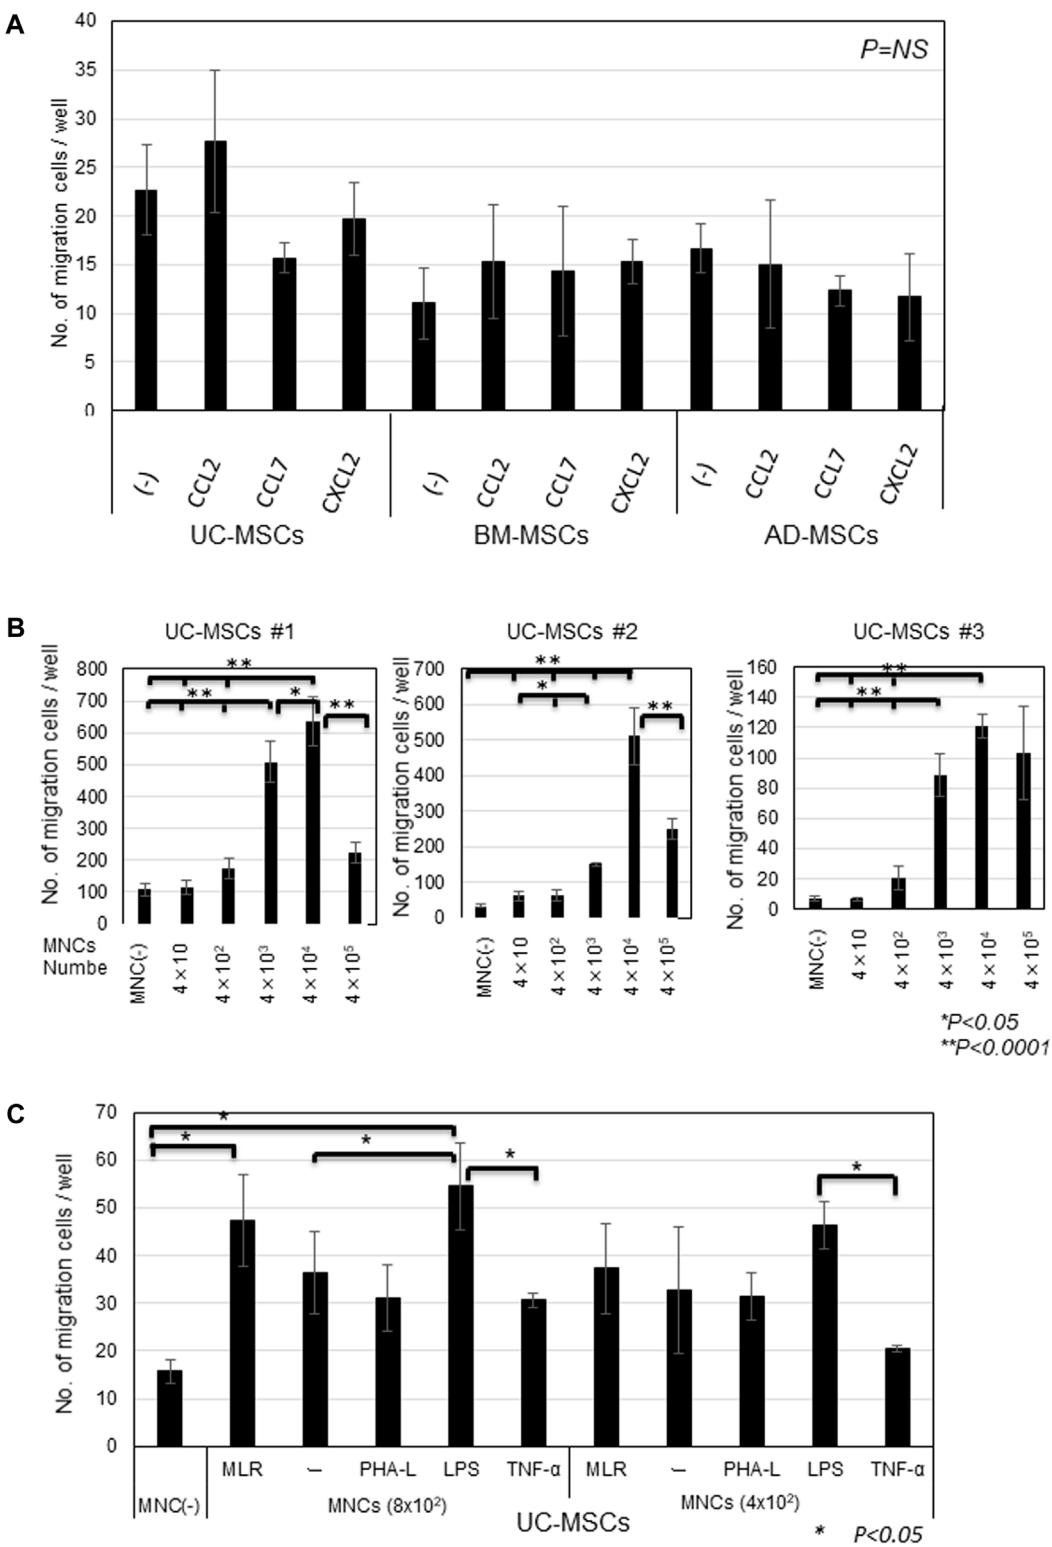 A
No. of migration cells / well
40
35
30
25
20
15
10
5
0
P=NS
(-)
CCL2
CCL7
CXCL2
(-)
CCL2
CCL7
CXCL2
(-)
CCL2
CCL7
CXCL2
UC-MSCs
BM-MSCs
AD-MSCs
B
UC-MSCs #1
No. of migration cells / well
800
700
600
500
400
300
200
100
0
**
**
*
**
MNCs
Numbe
MNC(-)
4×10
4×10²
4×10³
4×10⁴
4×10⁵
UC-MSCs #2
No. of migration cells / well
700
600
500
400
300
200
100
0
**
*
**
MNC(-)
4×10
4×10²
4×10³
4×10⁴
4×10⁵
UC-MSCs #3
No. of migration cells / well
160
140
120
100
80
60
40
20
0
**
**
MNC(-)
4×10
4×10²
4×10³
4×10⁴
4×10⁵
*P<0.05
**P<0.0001
C
No. of migration cells / well
70
60
50
40
30
20
10
0
*
*
*
*
*
MLR
(-)
PHA-L
LPS
TNF-α
MLR
(-)
PHA-L
LPS
TNF-α
MNC(-)
MNCs (8x10²)
MNCs (4x10²)
UC-MSCs
* P<0.05